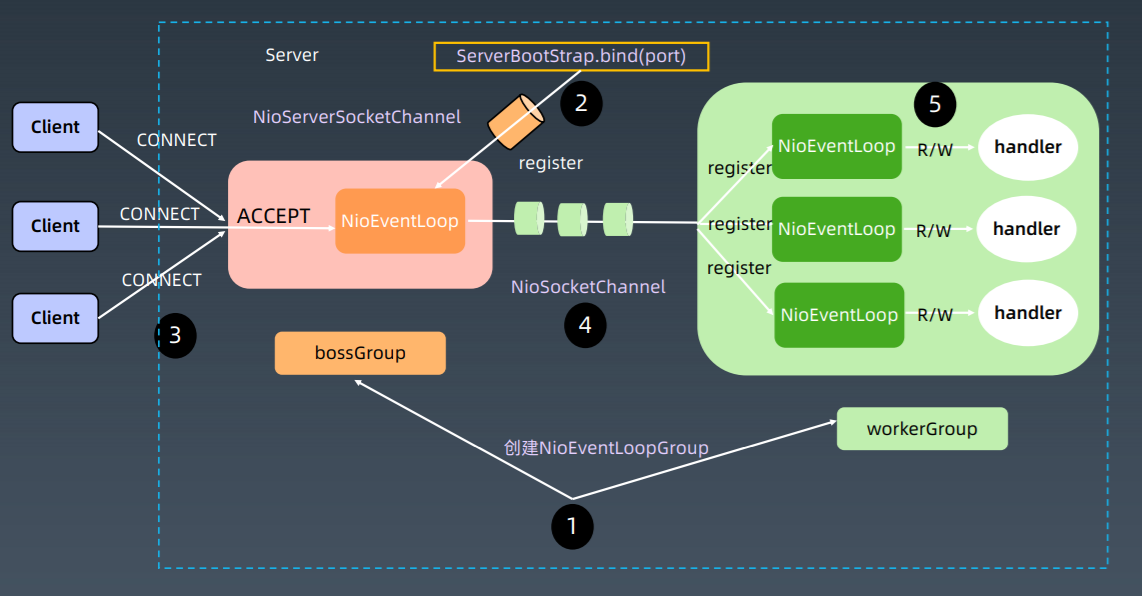 Server
ServerBootStrap.bind(port)
2
5
NioServerSocketChannel
Client
CONNECT
register
NioEventLoop
R/W
handler
register
Client
CONNECT
ACCEPT
NioEventLoop
register
NioEventLoop
R/W
handler
CONNECT
register
NioSocketChannel
Client
NioEventLoop
R/W
handler
3
4
bossGroup
workerGroup
创建NioEventLoopGroup
1